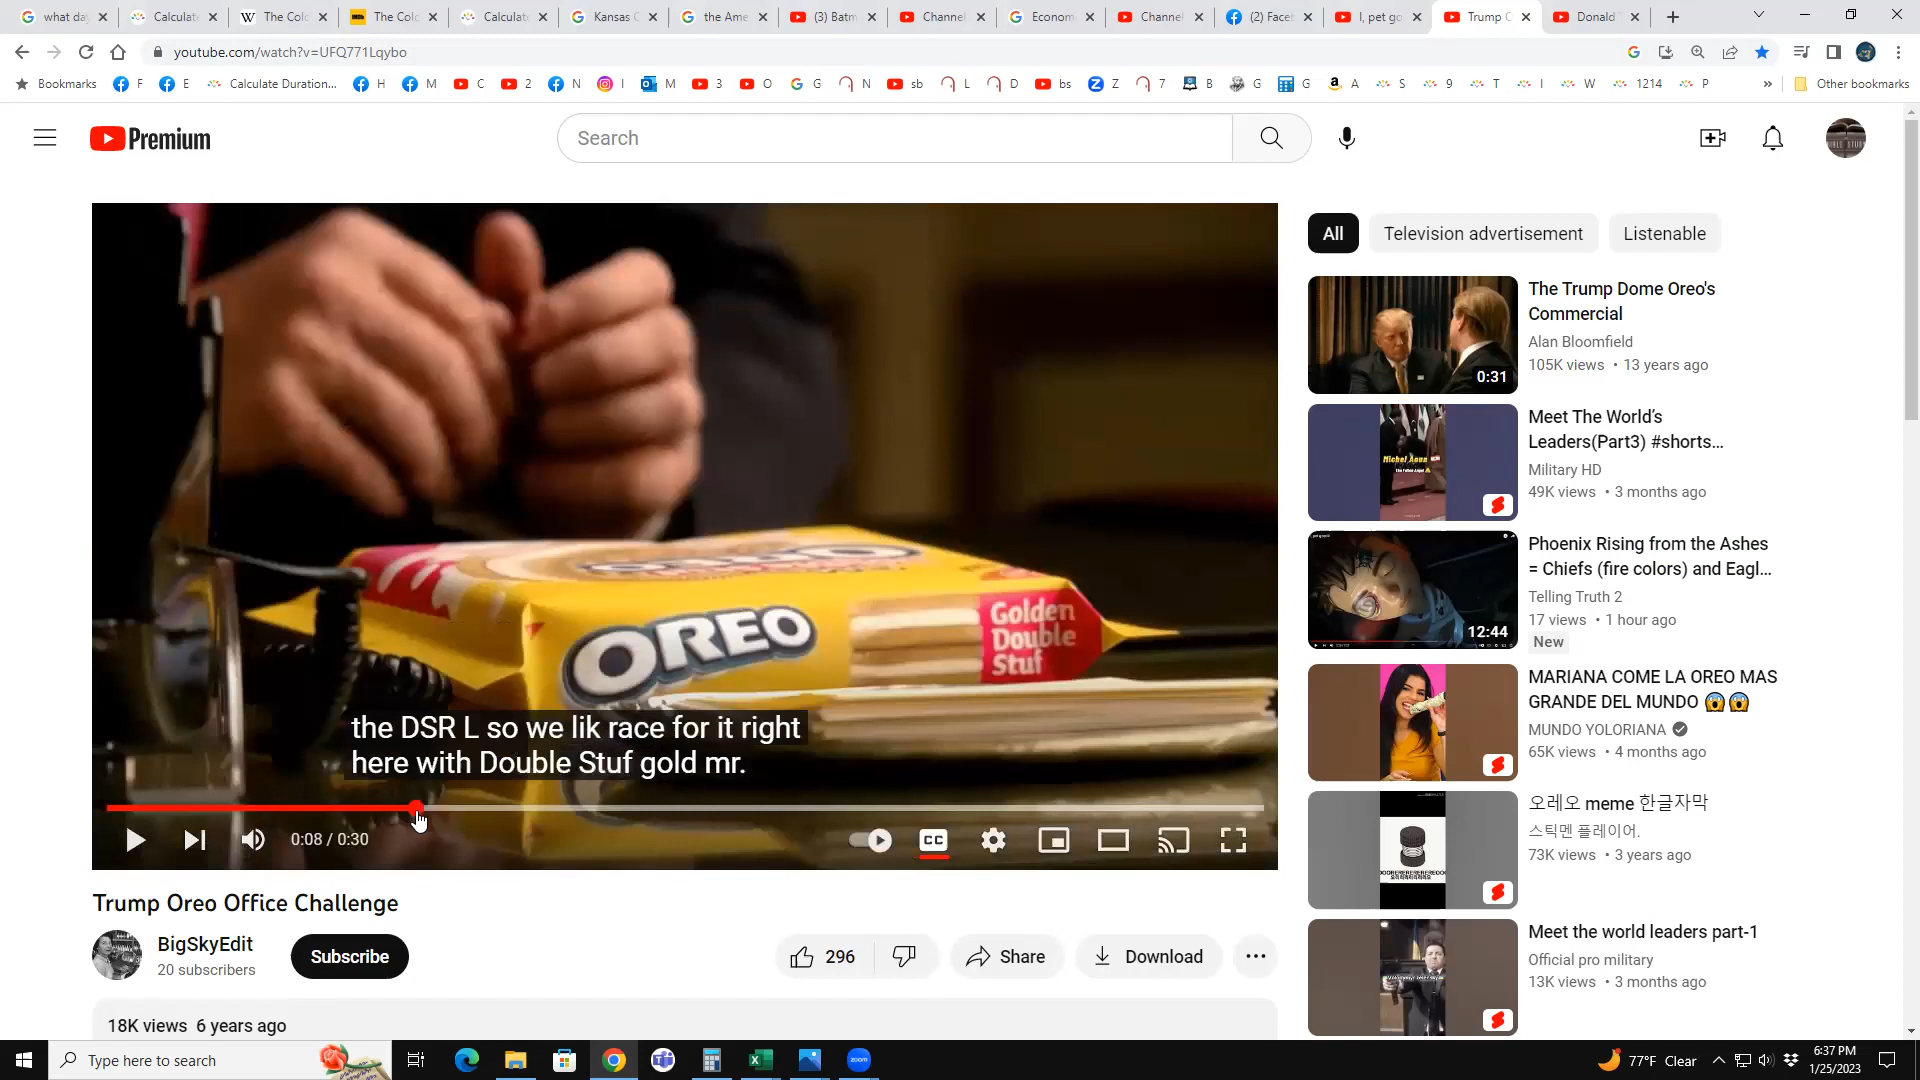 what day
Calculate
The Colo
The Colo
Calculate
Kansas C
the Ame
(3) Batm
Channel
Econom
Channel
(2) Faceb
I, pet go
Trump O
Donald T
youtube.com/watch?v=UFQ771Lqybo
Bookmarks F E Calculate Duration... H M C 2 N I M 3 O G N sb L D bs Z 7 B G G A S 9 T I W 1214 P » Other bookmarks
Premium
Search
All
Television advertisement
Listenable
OREO
Golden
Double
Stuf
the DSR L so we lik race for it right
here with Double Stuf gold mr.
0:08 / 0:30
CC
Trump Oreo Office Challenge
BigSkyEdit
20 subscribers
Subscribe
296
Share
Download
18K views 6 years ago
0:31
The Trump Dome Oreo's
Commercial
Alan Bloomfield
105K views • 13 years ago
Michel Aoun
Meet The World's
Leaders(Part3) #shorts...
Military HD
49K views • 3 months ago
12:44
Phoenix Rising from the Ashes
= Chiefs (fire colors) and Eagl...
Telling Truth 2
17 views • 1 hour ago
New
MARIANA COME LA OREO MAS
GRANDE DEL MUNDO 😱😱
MUNDO YOLORIANA
65K views • 4 months ago
오레오 meme 한글자막
스틱멘 플레이어.
73K views • 3 years ago
Meet the world leaders part-1
Official pro military
13K views • 3 months ago
Type here to search
zoom
77°F Clear
6:37 PM
1/25/2023